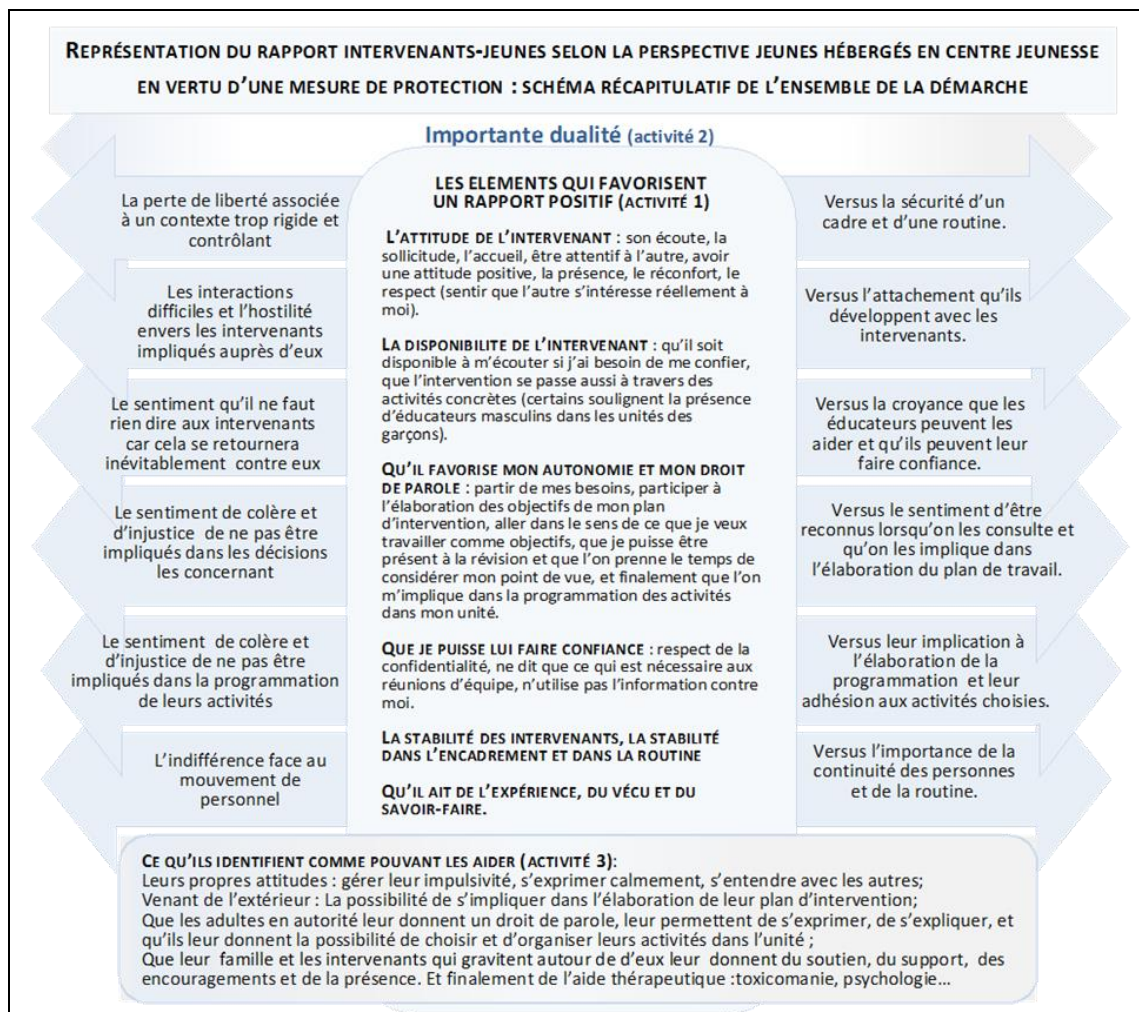 REPRÉSENTATION DU RAPPORT INTERVENANTS-JEUNES SELON LA PERSPECTIVE JEUNES HÉBERGÉS EN CENTRE JEUNESSE
EN VERTU D'UNE MESURE DE PROTECTION : SCHÉMA RÉCAPITULATIF DE L'ENSEMBLE DE LA DÉMARCHE
Importante dualité (activité 2)
La perte de liberté associée
à un contexte trop rigide et
contrôlant
Les interactions
difficiles et l'hostilité
envers les intervenants
impliqués auprès d'eux
Le sentiment qu'il ne faut
rien dire aux intervenants
car cela se retournera
inévitablement contre eux
Le sentiment de colère et
d'injustice de ne pas être
impliqués dans les décisions
les concernant
Le sentiment de colère et
d'injustice de ne pas être
impliqués dans la programmation
de leurs activités
L'indifférence face au
mouvement de
personnel
LES ELEMENTS QUI FAVORISENT
UN RAPPORT POSITIF (ACTIVITÉ 1)
L'ATTITUDE DE L'INTERVENANT : son écoute, la
sollicitude, l'accueil, être attentif à l'autre, avoir
une attitude positive, la présence, le réconfort, le
respect (sentir que l'autre s'intéresse réellement à
moi).
LA DISPONIBILITE DE L'INTERVENANT : qu'il soit
disponible à m'écouter si j'ai besoin de me confier,
que l'intervention se passe aussi à travers des
activités concrètes (certains soulignent la présence
d'éducateurs masculins dans les unités des
garçons).
QU'IL FAVORISE MON AUTONOMIE ET MON DROIT
DE PAROLE : partir de mes besoins, participer à
l'élaboration des objectifs de mon plan
d'intervention, aller dans le sens de ce que je veux
travailler comme objectifs, que je puisse être
présent à la révision et que l'on prenne le temps de
considérer mon point de vue, et finalement que l'on
m'implique dans la programmation des activités
dans mon unité.
QUE JE PUISSE LUI FAIRE CONFIANCE : respect de la
confidentialité, ne dit que ce qui est nécessaire aux
réunions d'équipe, n'utilise pas l'information contre
moi.
LA STABILITÉ DES INTERVENANTS, LA STABILITÉ
DANS L'ENCADREMENT ET DANS LA ROUTINE
QU'IL AIT DE L'EXPÉRIENCE, DU VÉCU ET DU
SAVOIR-FAIRE.
Versus la sécurité d'un
cadre et d'une routine.
Versus l'attachement qu'ils
développent avec les
intervenants.
Versus la croyance que les
éducateurs peuvent les
aider et qu'ils peuvent leur
faire confiance.
Versus le sentiment d'être
reconnus lorsqu'on les consulte et
qu'on les implique dans
l'élaboration du plan de travail.
Versus leur implication à
l'élaboration de la
programmation et leur
adhésion aux activités choisies.
Versus l'importance de la
continuité des personnes
et de la routine.
CE QU'ILS IDENTIFIENT COMME POUVANT LES AIDER (ACTIVITÉ 3):
Leurs propres attitudes : gérer leur impulsivité, s'exprimer calmement, s'entendre avec les autres;
Venant de l'extérieur : La possibilité de s'impliquer dans l'élaboration de leur plan d'intervention;
Que les adultes en autorité leur donnent un droit de parole, leur permettent de s'exprimer, de s'expliquer, et
qu'ils leur donnent la possibilité de choisir et d'organiser leurs activités dans l'unité ;
Que leur famille et les intervenants qui gravitent autour de d'eux leur donnent du soutien, du support, des
encouragements et de la présence. Et finalement de l'aide thérapeutique :toxicomanie, psychologie…